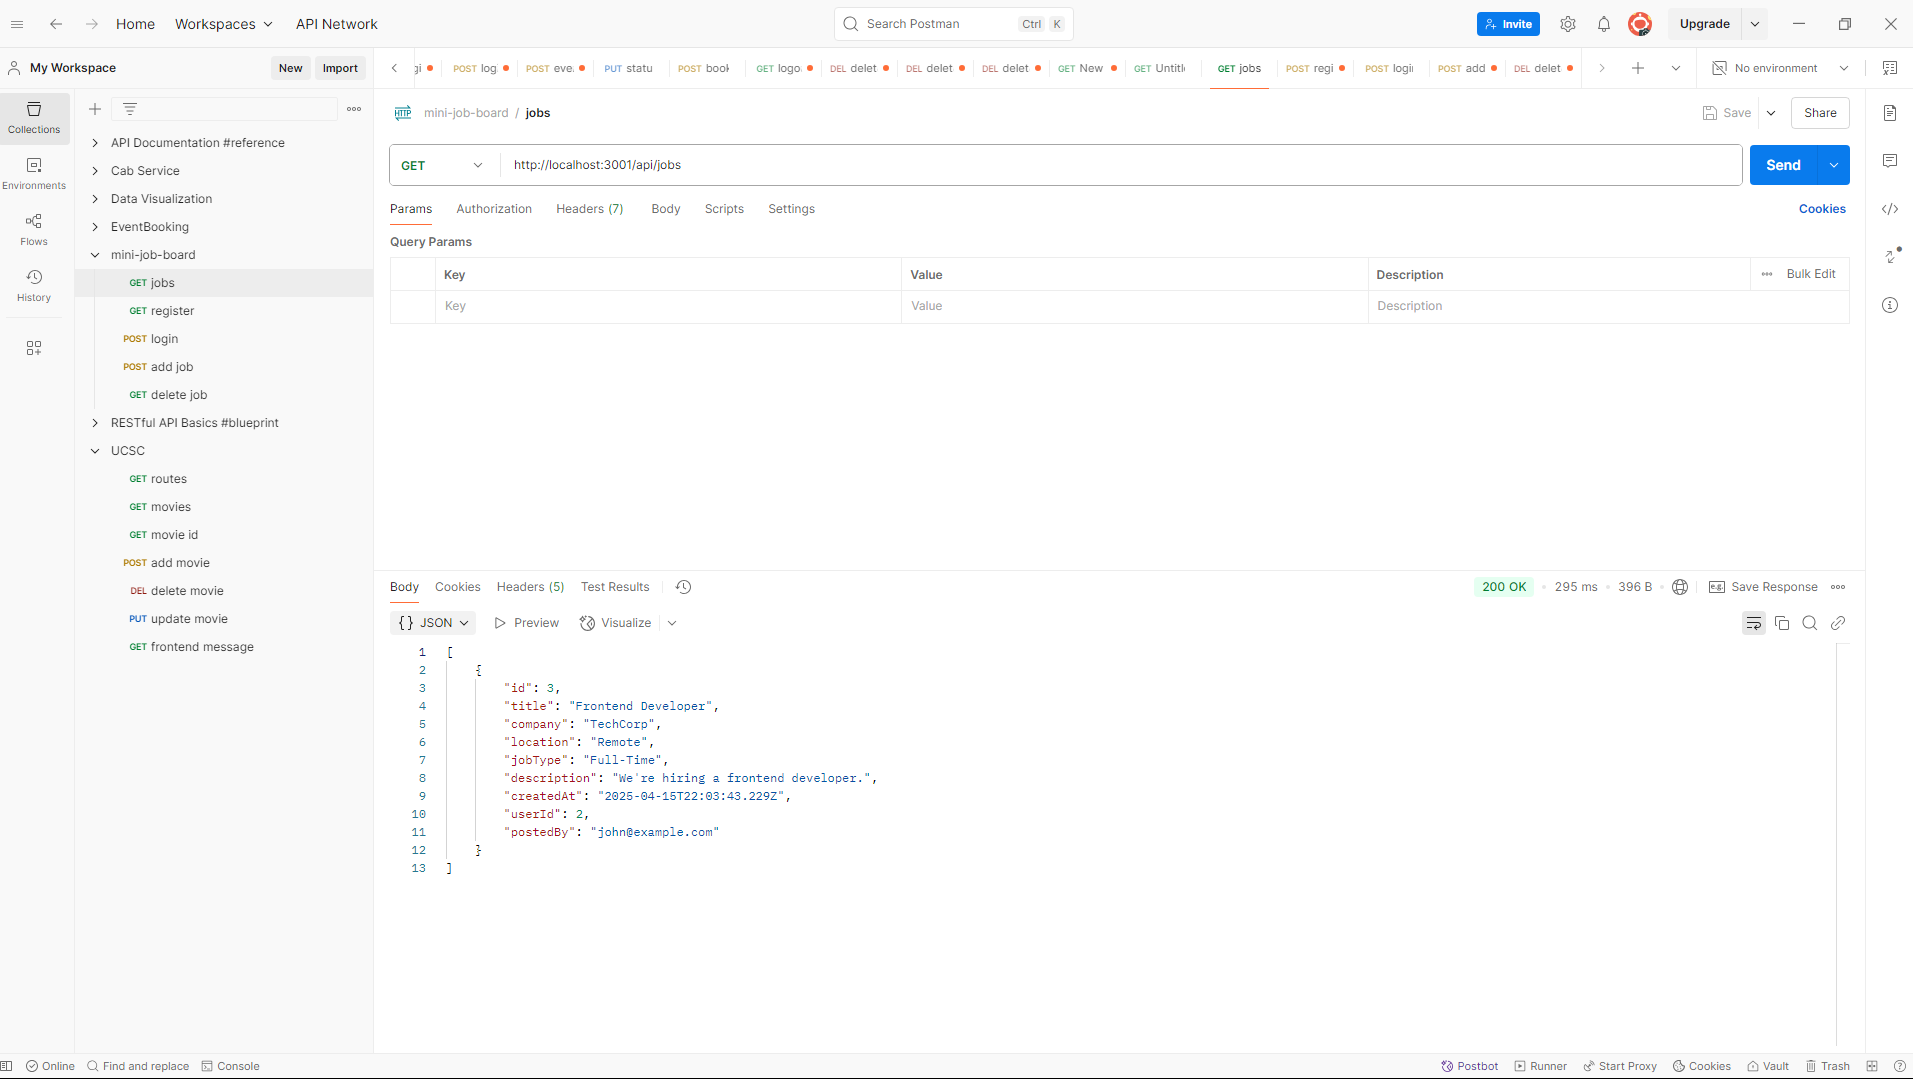 Home Workspaces API Network
Search Postman Ctrl K
Invite Upgrade
My Workspace New Import
POST log POST eve PUT statu POST book GET logo DEL delet DEL delet DEL delet GET New GET Untitle GET jobs POST regi POST login POST add DEL delet No environment
Collections
Environments
Flows
History
API Documentation #reference
Cab Service
Data Visualization
EventBooking
mini-job-board
GET jobs
GET register
POST login
POST add job
GET delete job
RESTful API Basics #blueprint
UCSC
GET routes
GET movies
GET movie id
POST add movie
DEL delete movie
PUT update movie
GET frontend message
HTTP mini-job-board / jobs Save Share
GET http://localhost:3001/api/jobs Send
Params Authorization Headers (7) Body Scripts Settings Cookies
Query Params
Key Value Description Bulk Edit
Key Value Description
Body Cookies Headers (5) Test Results 200 OK 295 ms 396 B e.g. Save Response
{} JSON Preview Visualize
1 [
2 {
3 "id": 3,
4 "title": "Frontend Developer",
5 "company": "TechCorp",
6 "location": "Remote",
7 "jobType": "Full-Time",
8 "description": "We're hiring a frontend developer.",
9 "createdAt": "2025-04-15T22:03:43.229Z",
10 "userId": 2,
11 "postedBy": "john@example.com"
12 }
13 ]
Online Find and replace Console Postbot Runner Start Proxy Cookies Vault Trash